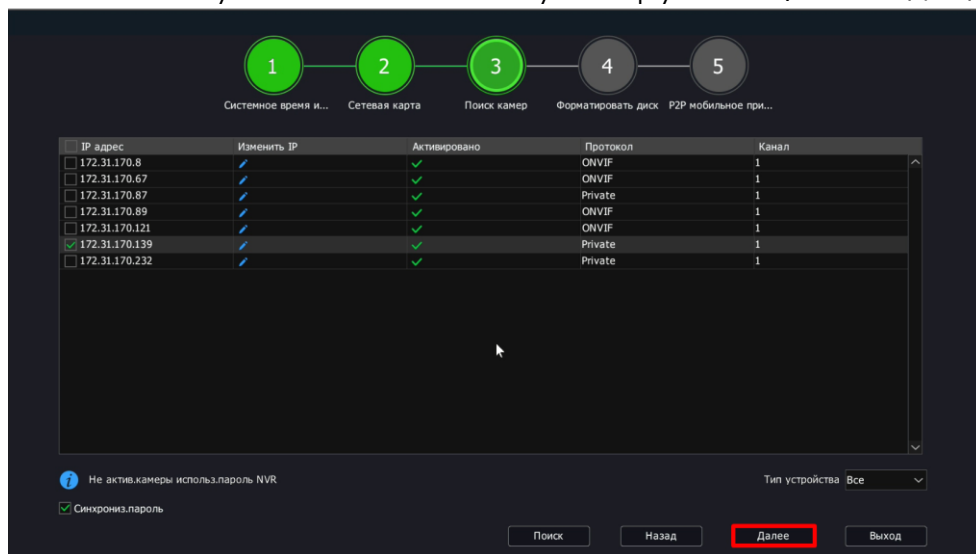 1 2 3 4 5
Системное время и... Сетевая карта Поиск камер Форматировать диск P2P мобильное при...
IP адрес Изменить IP Активировано Протокол Канал
172.31.170.8 ONVIF 1
172.31.170.67 ONVIF 1
172.31.170.87 Private 1
172.31.170.89 ONVIF 1
172.31.170.121 ONVIF 1
172.31.170.139 Private 1
172.31.170.232 Private 1
i Не актив.камеры использ.пароль NVR Тип устройства Все
Синхрониз.пароль
Поиск Назад Далее Выход